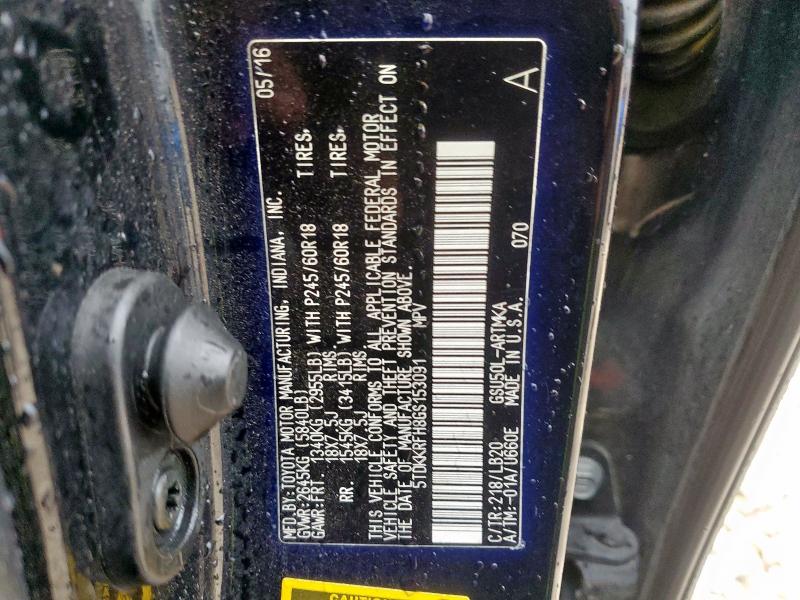 MFD.BY:TOYOTA MOTOR MANUFACTURING, INDIANA, INC. 05/16
GVWR:2645KG (5840LB)
GAWR:FRT. 1340KG (2955LB) WITH P245/60R18 TIRES,
18X7.5J RIMS,
RR. 1545KG (3415LB) WITH P245/60R18 TIRES,
18X7.5J RIMS,
THIS VEHICLE CONFORMS TO ALL APPLICABLE FEDERAL MOTOR
VEHICLE SAFETY AND THEFT PREVENTION STANDARDS IN EFFECT ON
THE DATE OF MANUFACTURE SHOWN ABOVE.
5TDKKRFH8GS153091 MPV
C/TR:218/LB20 GSU50L-ARTMKA 070
A/TM:-01A/U660E MADE IN U.S.A. A